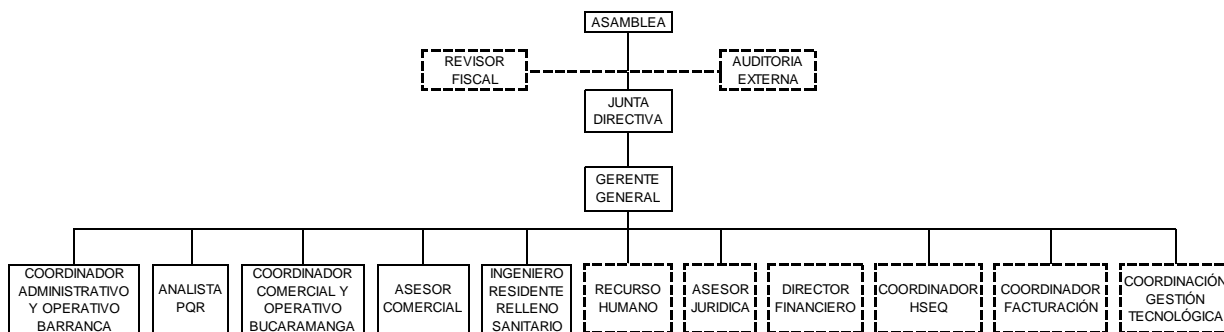 ASAMBLEA
REVISOR
FISCAL
AUDITORIA
EXTERNA
JUNTA
DIRECTIVA
GERENTE
GENERAL
COORDINADOR
ADMINISTRATIVO
Y OPERATIVO
BARRANCA
ANALISTA
PQR
COORDINADOR
COMERCIAL Y
OPERATIVO
BUCARAMANGA
ASESOR
COMERCIAL
INGENIERO
RESIDENTE
RELLENO
SANITARIO
RECURSO
HUMANO
ASESOR
JURIDICA
DIRECTOR
FINANCIERO
COORDINADOR
HSEQ
COORDINADOR
FACTURACIÓN
COORDINACIÓN
GESTIÓN
TECNOLÓGICA